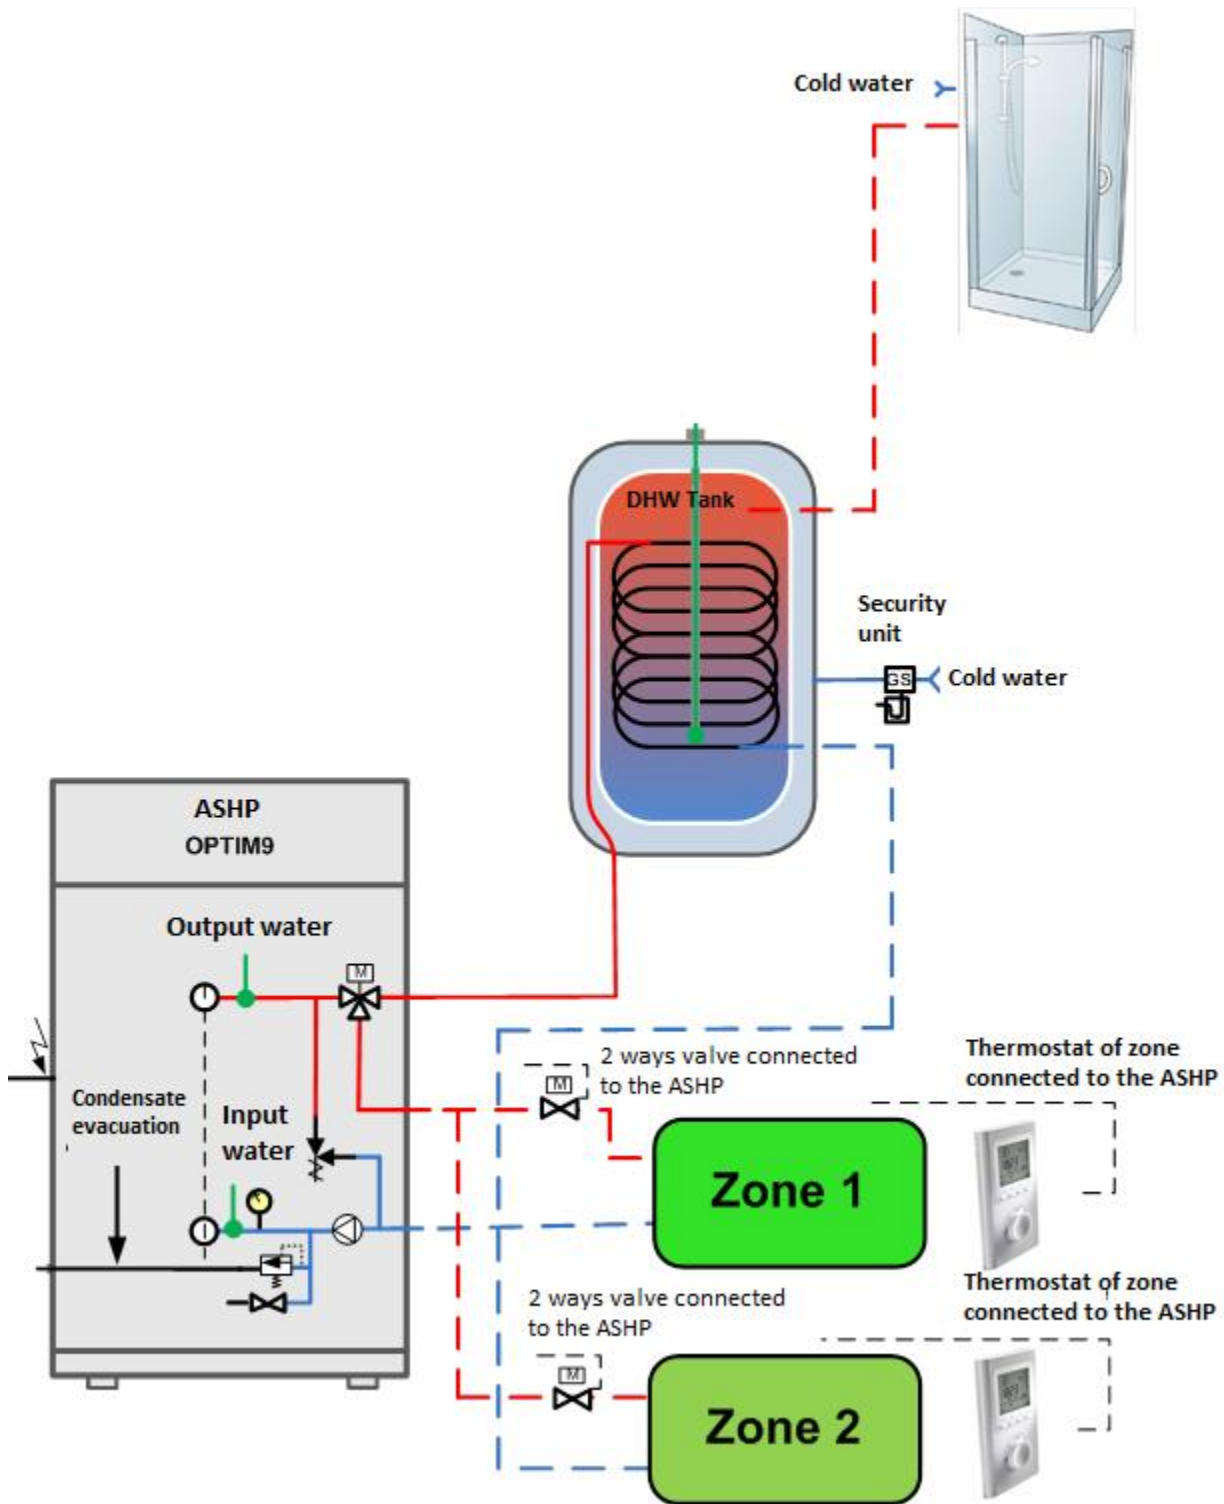 Cold water
DHW Tank
Security
unit
GS
Cold water
ASHP
OPTIM9
Output water
M
Condensate
evacuation
Input
water
2 ways valve connected
to the ASHP
M
Thermostat of zone
connected to the ASHP
Zone 1
2 ways valve connected
to the ASHP
M
Thermostat of zone
connected to the ASHP
Zone 2